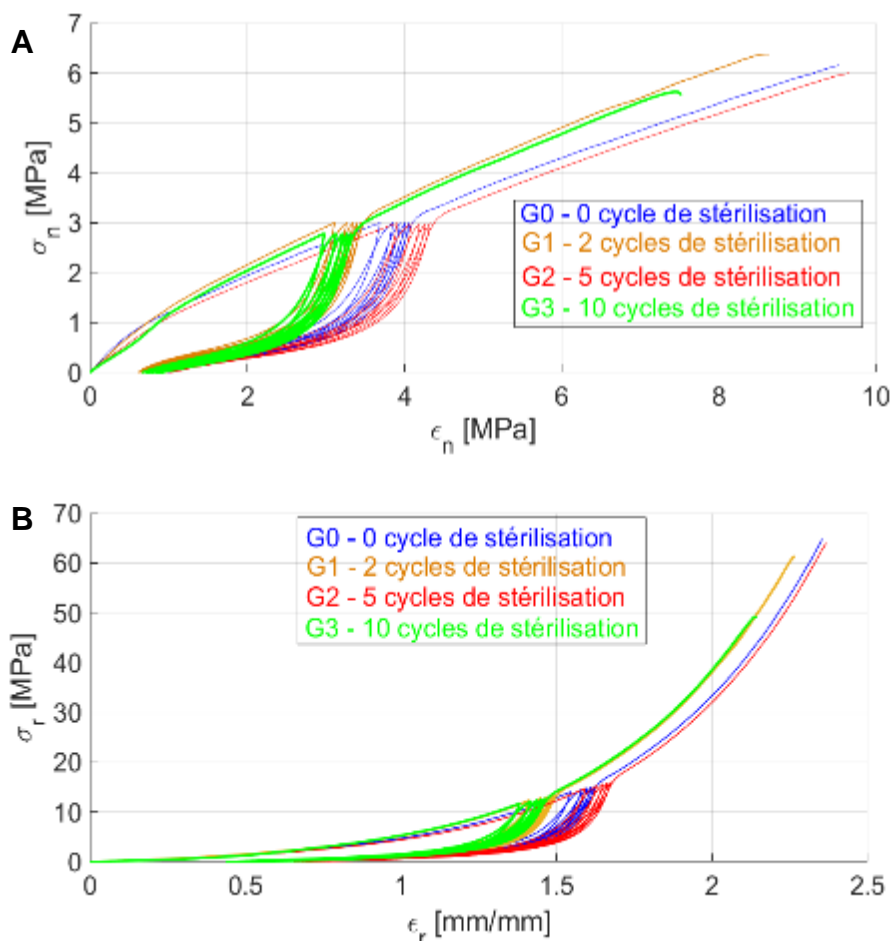 A
7
6
5
4
3
2
1
0
σn [MPa]
G0 - 0 cycle de stérilisation
G1 - 2 cycles de stérilisation
G2 - 5 cycles de stérilisation
G3 - 10 cycles de stérilisation
0 2 4 6 8 10
ϵn [MPa]
B
70
60
50
40
30
20
10
0
σr [MPa]
G0 - 0 cycle de stérilisation
G1 - 2 cycles de stérilisation
G2 - 5 cycles de stérilisation
G3 - 10 cycles de stérilisation
0 0.5 1 1.5 2 2.5
ϵr [mm/mm]